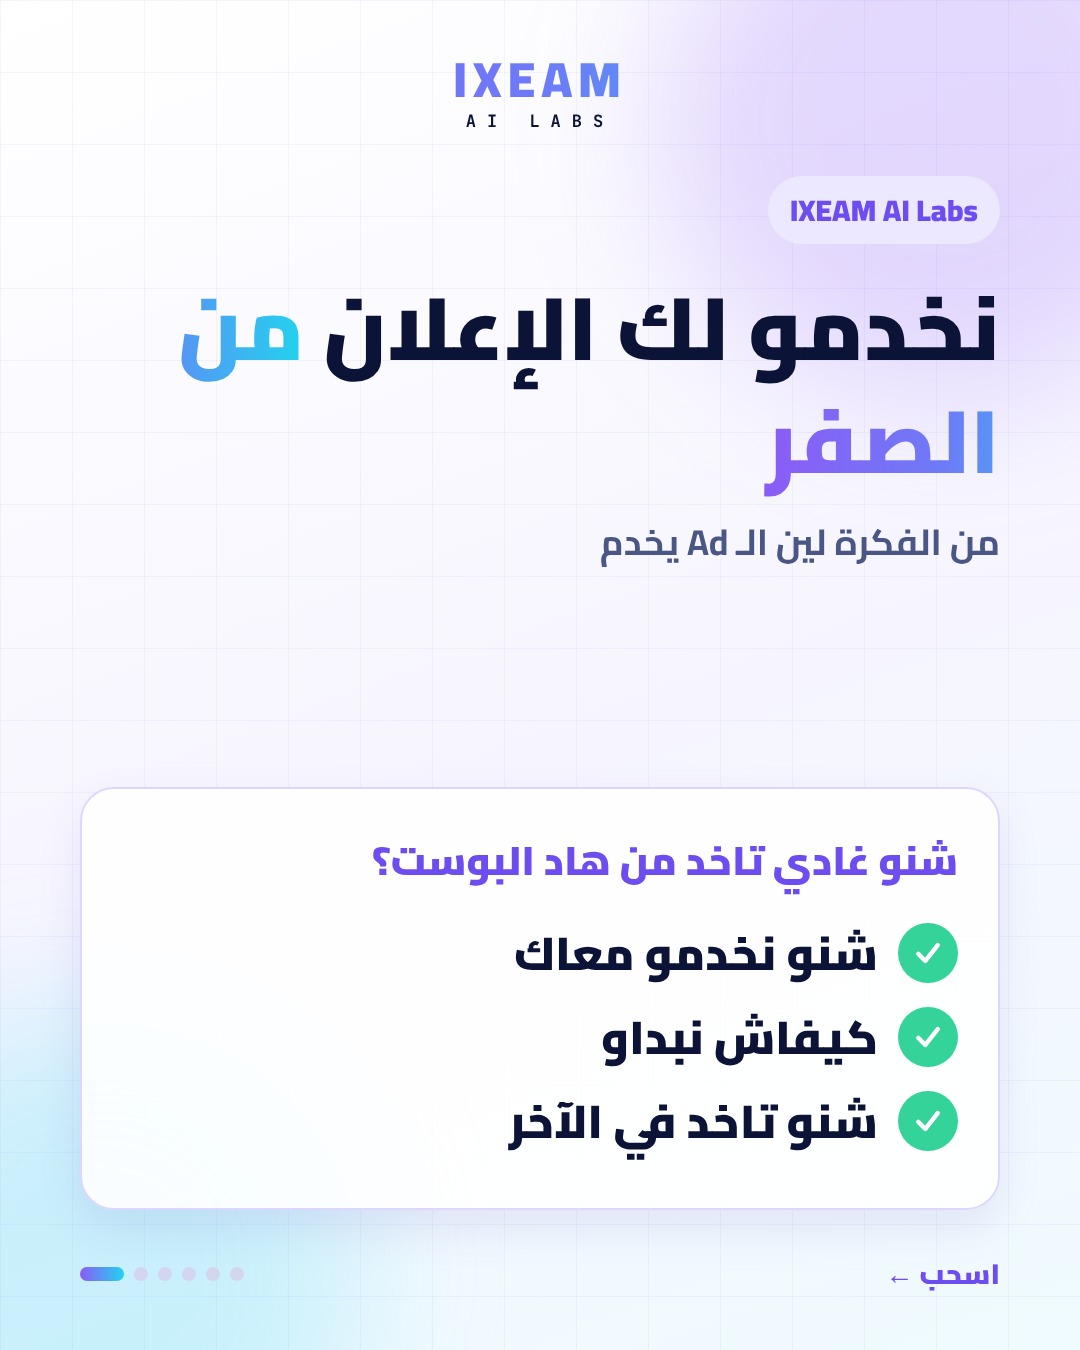 IXEAM
AI LABS
IXEAM AI Labs
نخدمو لك الإعلان من
الصفر
من الفكرة لين الـ Ad يخدم
شنو غادي تاخد من هاد البوست؟
شنو نخدمو معاك
كيفاش نبداو
شنو تاخد في الآخر
اسحب ←